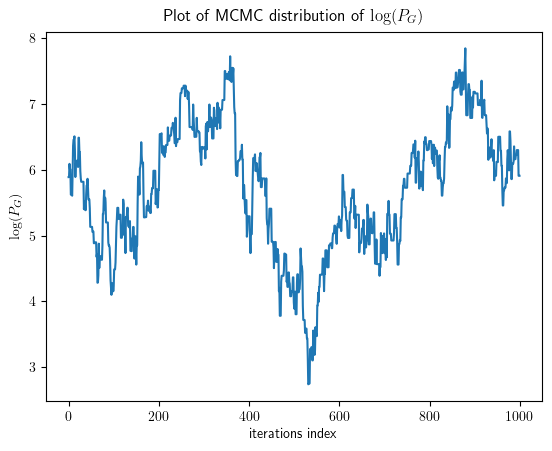 Plot of MCMC distribution of log(P_G)
8
7
6
5
4
3
log(P_G)
0 200 400 600 800 1000
iterations index